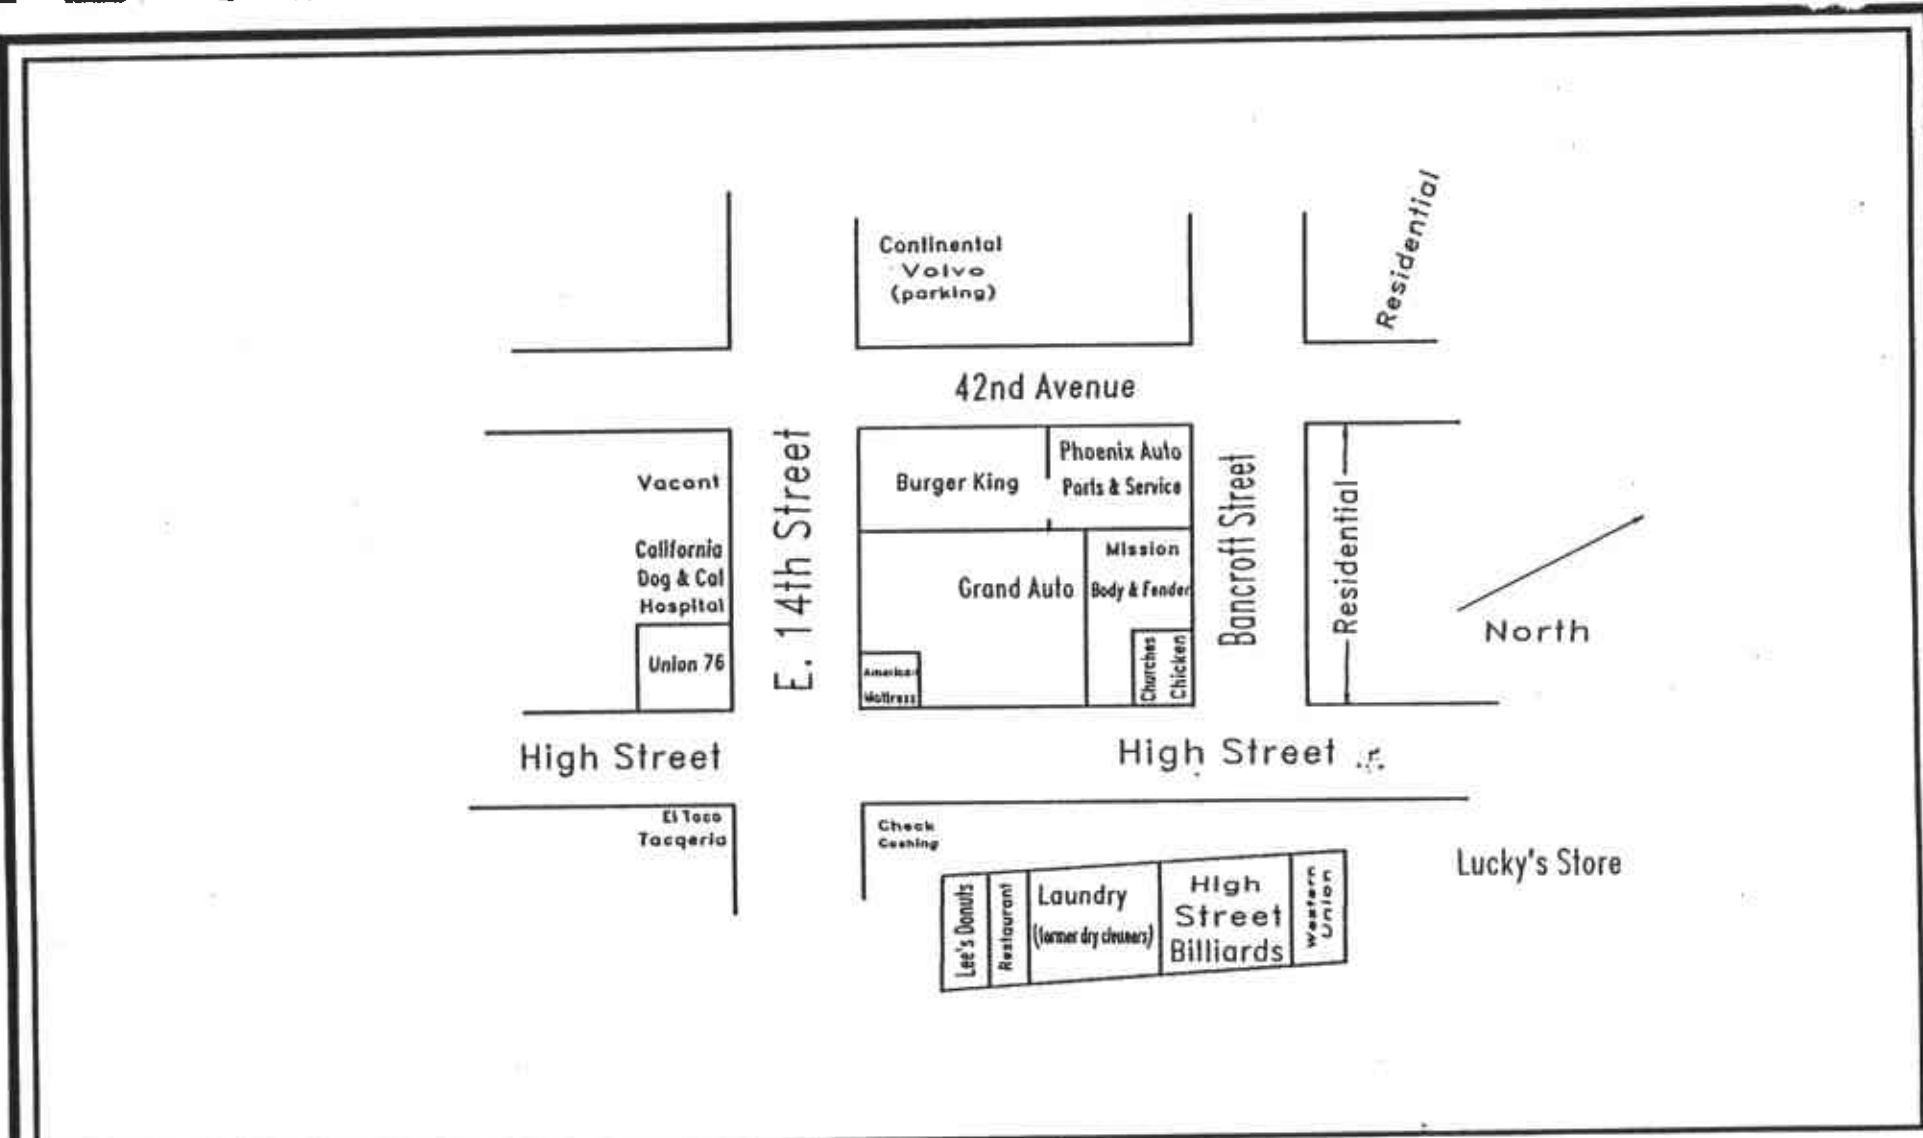 Residential
Continental
Volvo
(parking)
42nd Avenue
Vacant
California
Dog & Cat
Hospital
Union 76
E. 14th Street
Burger King
Phoenix Auto
Parts & Service
Grand Auto
Mission
Body & Fender
American
Mattress
Churches
Chicken
Bancroft Street
Residential
North
High Street
High Street
El Taco
Tacqeria
Check
Cashing
Lee's Donuts
Restaurant
Laundry
(former dry cleaners)
High
Street
Billiards
Western
Union
Lucky's Store